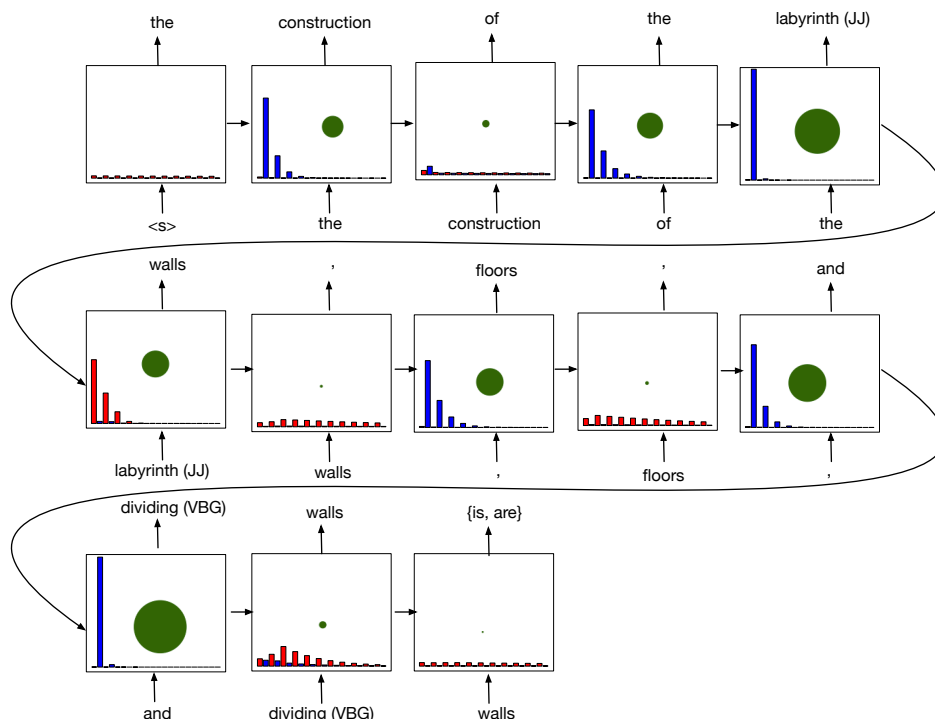 the construction of the labyrinth (JJ)
<s> the construction of the
walls , floors , and
labyrinth (JJ) walls , floors ,
dividing (VBG) walls {is, are}
and dividing (VBG) walls